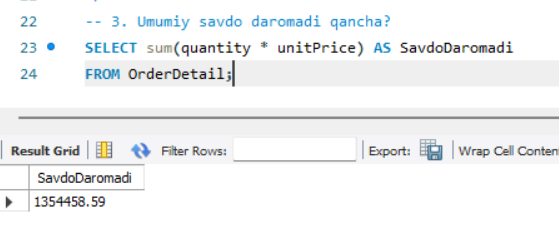 22 -- 3. Umumiy savdo daromadi qancha?
23 SELECT sum(quantity * unitPrice) AS SavdoDaromadi
24 FROM OrderDetail;
Result Grid Filter Rows: Export: Wrap Cell Conten
SavdoDaromadi
1354458.59